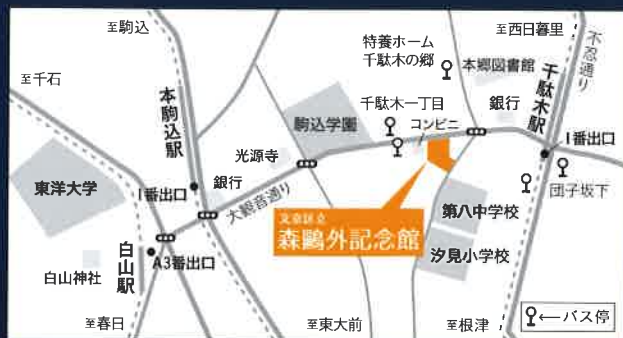 至駒込
至西日暮里
不忍通り
至千石
特養ホーム
千駄木の郷
本郷図書館
千駄木駅
本駒込駅
千駄木一丁目
銀行
駒込学園
コンビニ
1番出口
光源寺
東洋大学
1番出口
銀行
大観音通り
団子坂下
文京区立
森鷗外記念館
第八中学校
汐見小学校
白山駅
A3番出口
白山神社
至春日
至東大前
至根津
←バス停